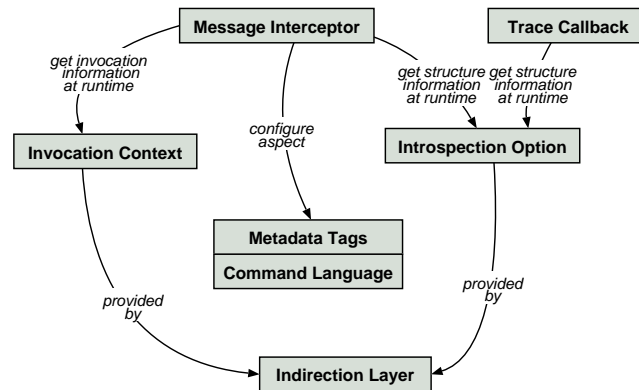 Message Interceptor
Trace Callback
get invocation
information
at runtime
get structure
information
at runtime
get structure
information
at runtime
configure
aspect
Invocation Context
Introspection Option
Metadata Tags
Command Language
provided
by
provided
by
Indirection Layer